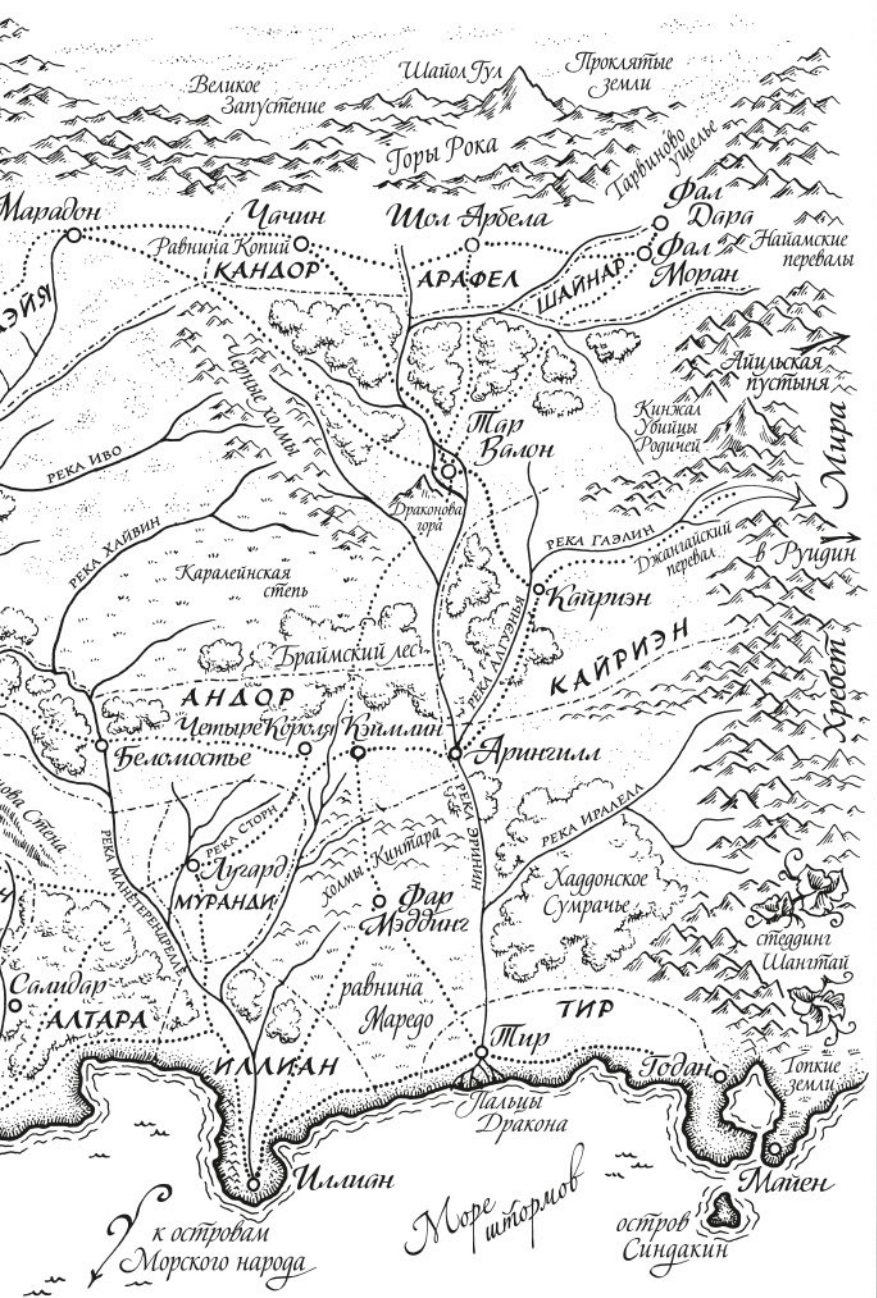 Великое
Запустение
Шайол Гул
Проклятые
земли
Горы Рока
Тарвиново
ущелье
Марадон
Чачин
Шол Арбела
Фал
Дара
Равнина Копий
КАНДОР
АРАФЕЛ
ШАЙНАР
Фал
Моран
Найамские
перевалы
ЭЙЯ
Черные холмы
Айильская
пустыня
Кинжал
Убийцы
Родичей
Тар
Валон
Мира
РЕКА ИВО
Драконова
гора
РЕКА ХАЙВИН
РЕКА ГАЭЛИН
Джангайский
перевал
в Руидин
Каралейнская
степь
Кайриэн
РЕКА АЛГУЭНЬЯ
КАЙРИЭН
Браймский лес
Хребет
АНДОР
Четыре Короля
Кэймлин
Беломостье
Арингилл
ова Стена
РЕКА СТОРН
РЕКА ЭРИНИН
РЕКА ИРАЛЕЛЛ
РЕКА МАНЕТЕРЕНДРЕЛЛЕ
Лугард
МУРАНДИ
холмы Кинтара
Фар
Мэддинг
Хаддонское
Сумрачье
стеддинг
Шангтай
Салидар
АЛТАРА
равнина
Маредо
ТИР
ИЛЛИАН
Тир
Годан
Топкие
земли
Пальцы
Дракона
Иллиан
Майен
Море
штормов
остров
Синдакин
к островам
Морского народа